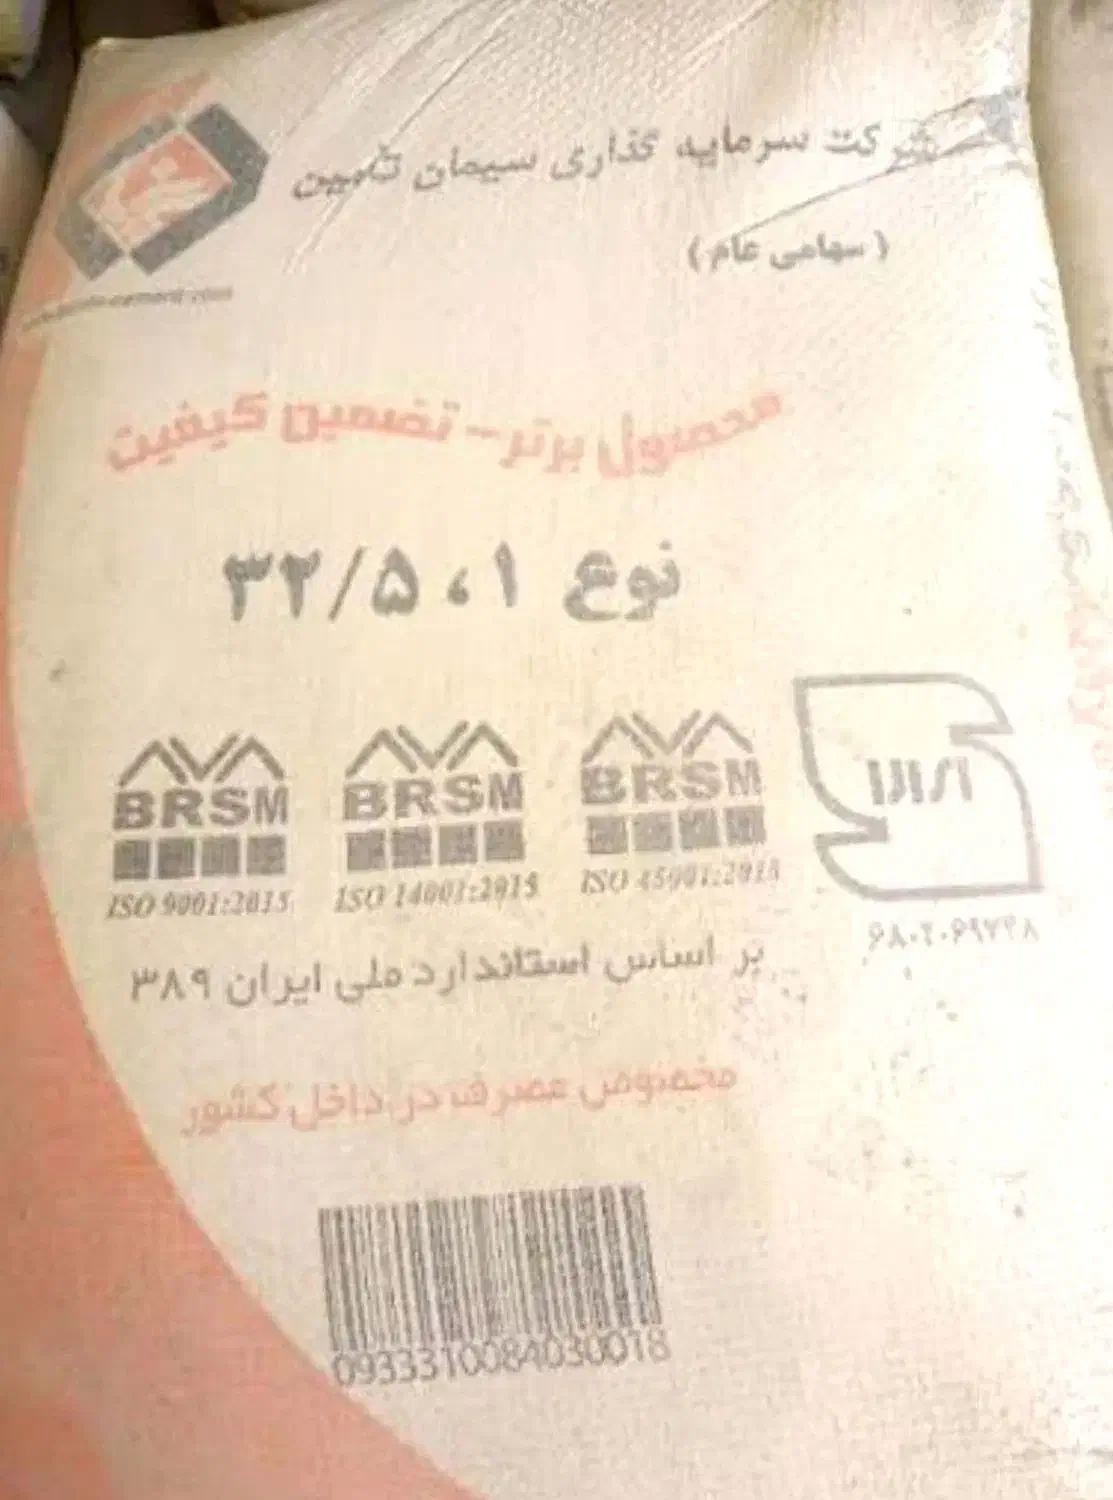 شرکت سرمایه گذاری سیمان تأمین
(سهامی عام)
محصول برتر - تضمین کیفیت
نوع ۱، ۳۲/۵
BRSM
ISO 9001:2015
BRSM
ISO 14001:2015
BRSM
ISO 45001:2018
بر اساس استاندارد ملی ایران ۳۸۹
مخصوص مصرف در داخل کشور
0933310084030018